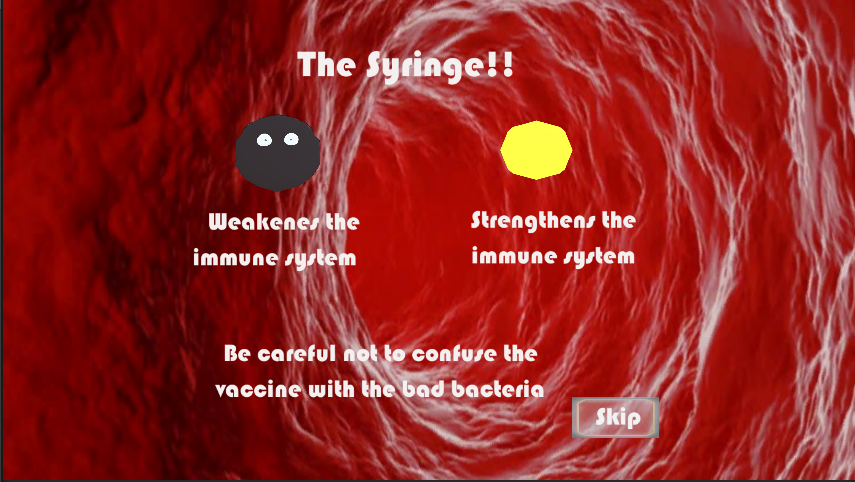 The Syringe!!
Weakenes the
immune system
Strengthens the
immune system
Be careful not to confuse the
vaccine with the bad bacteria
Skip